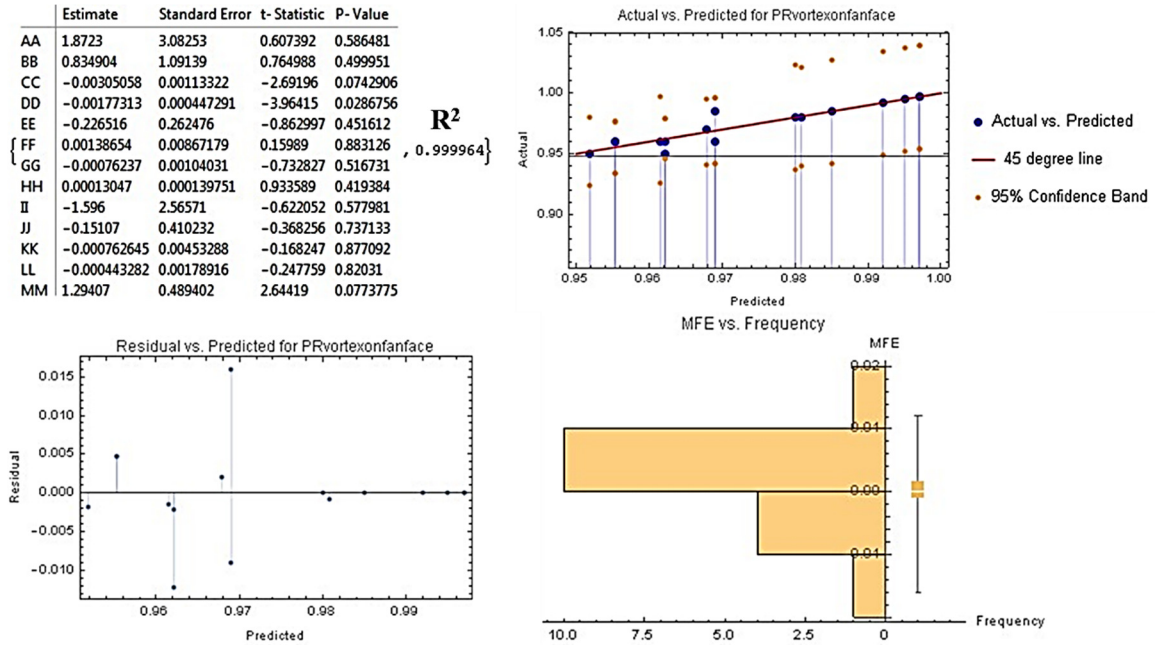 Estimate Standard Error t- Statistic P- Value
AA 1.8723 3.08253 0.607392 0.586481
BB 0.834904 1.09139 0.764988 0.499951
CC −0.00305058 0.00113322 −2.69196 0.0742906
DD −0.00177313 0.000447291 −3.96415 0.0286756
EE −0.226516 0.262476 −0.862997 0.451612
{ FF 0.00138654 0.00867179 0.15989 0.883126
GG −0.00076237 0.00104031 −0.732827 0.516731
HH 0.00013047 0.000139751 0.933589 0.419384
II −1.596 2.56571 −0.622052 0.577981
JJ −0.15107 0.410232 −0.368256 0.737133
KK −0.000762645 0.00453288 −0.168247 0.877092
LL −0.000443282 0.00178916 −0.247759 0.82031
MM 1.29407 0.489402 2.64419 0.0773775
R²
, 0.999964}
Actual vs. Predicted for PRvortexonfanface
1.05
1.00
0.95
0.90
Actual
0.95 0.96 0.97 0.98 0.99 1.00
Predicted
Actual vs. Predicted
45 degree line
95% Confidence Band
Residual vs. Predicted for PRvortexonfanface
0.015
0.010
0.005
0.000
−0.005
−0.010
Residual
0.96 0.97 0.98 0.99
Predicted
MFE vs. Frequency
MFE
0.02
0.01
0.00
0.01
10.0 7.5 5.0 2.5 0
Frequency